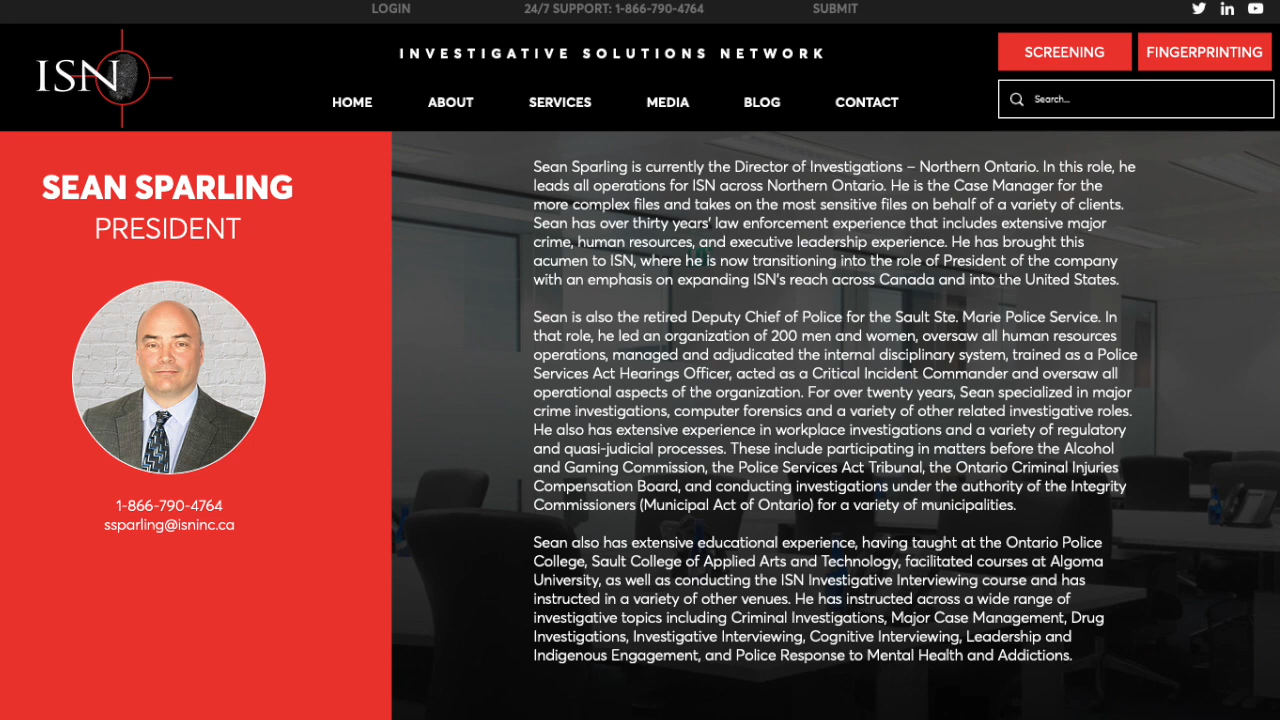 LOGIN
24/7 SUPPORT: 1-866-790-4764
SUBMIT
ISN
INVESTIGATIVE SOLUTIONS NETWORK
SCREENING
FINGERPRINTING
HOME
ABOUT
SERVICES
MEDIA
BLOG
CONTACT
Search...
SEAN SPARLING
PRESIDENT
1-866-790-4764
ssparling@isninc.ca
Sean Sparling is currently the Director of Investigations – Northern Ontario. In this role, he
leads all operations for ISN across Northern Ontario. He is the Case Manager for the
more complex files and takes on the most sensitive files on behalf of a variety of clients.
Sean has over thirty years' law enforcement experience that includes extensive major
crime, human resources, and executive leadership experience. He has brought this
acumen to ISN, where he is now transitioning into the role of President of the company
with an emphasis on expanding ISN's reach across Canada and into the United States.
Sean is also the retired Deputy Chief of Police for the Sault Ste. Marie Police Service. In
that role, he led an organization of 200 men and women, oversaw all human resources
operations, managed and adjudicated the internal disciplinary system, trained as a Police
Services Act Hearings Officer, acted as a Critical Incident Commander and oversaw all
operational aspects of the organization. For over twenty years, Sean specialized in major
crime investigations, computer forensics and a variety of other related investigative roles.
He also has extensive experience in workplace investigations and a variety of regulatory
and quasi-judicial processes. These include participating in matters before the Alcohol
and Gaming Commission, the Police Services Act Tribunal, the Ontario Criminal Injuries
Compensation Board, and conducting investigations under the authority of the Integrity
Commissioners (Municipal Act of Ontario) for a variety of municipalities.
Sean also has extensive educational experience, having taught at the Ontario Police
College, Sault College of Applied Arts and Technology, facilitated courses at Algoma
University, as well as conducting the ISN Investigative Interviewing course and has
instructed in a variety of other venues. He has instructed across a wide range of
investigative topics including Criminal Investigations, Major Case Management, Drug
Investigations, Investigative Interviewing, Cognitive Interviewing, Leadership and
Indigenous Engagement, and Police Response to Mental Health and Addictions.